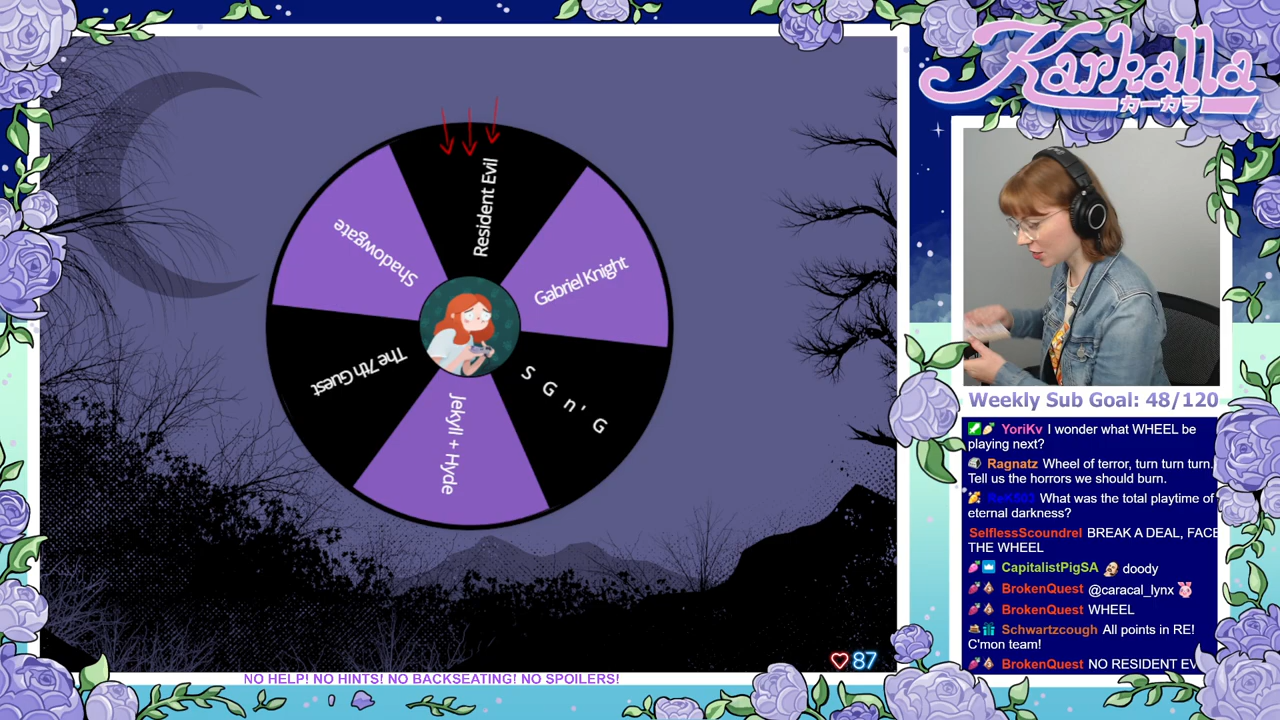 Karkalla
カーカラ
Resident Evil
Gabriel Knight
S G n' G
Jekyll + Hyde
The 7th Guest
Shadowgate
87
NO HELP! NO HINTS! NO BACKSEATING! NO SPOILERS!
Weekly Sub Goal: 48/120
YoriKv I wonder what WHEEL be
playing next?
Ragnatz Wheel of terror, turn turn turn.
Tell us the horrors we should burn.
What was the total playtime of
eternal darkness?
SelflessScoundrel BREAK A DEAL, FACE
THE WHEEL
CapitalistPigSA doody
BrokenQuest @caracal_lynx
BrokenQuest WHEEL
Schwartzcough All points in RE!
C'mon team!
BrokenQuest NO RESIDENT EV